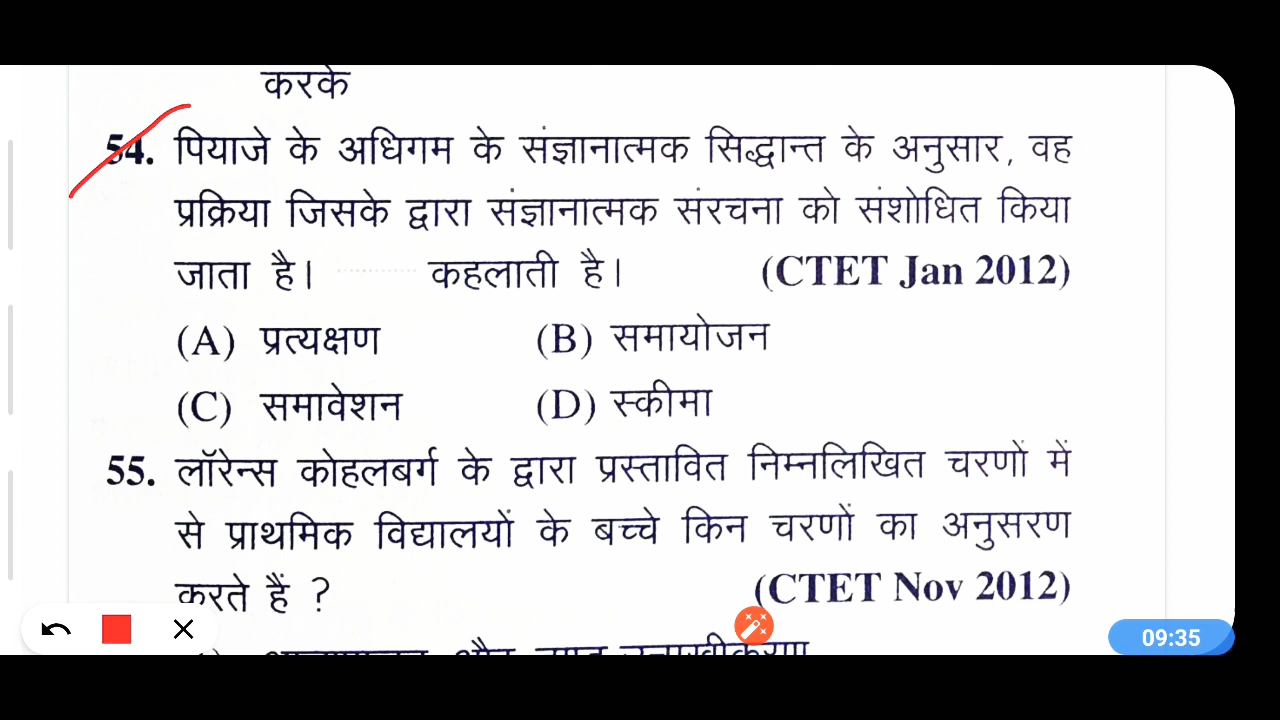 करके
54. पियाजे के अधिगम के संज्ञानात्मक सिद्धान्त के अनुसार, वह
प्रक्रिया जिसके द्वारा संज्ञानात्मक संरचना को संशोधित किया
जाता है। ........... कहलाती है। (CTET Jan 2012)
(A) प्रत्यक्षण (B) समायोजन
(C) समावेशन (D) स्कीमा
55. लॉरेन्स कोहलबर्ग के द्वारा प्रस्तावित निम्नलिखित चरणों में
से प्राथमिक विद्यालयों के बच्चे किन चरणों का अनुसरण
करते हैं ? (CTET Nov 2012)
09:35